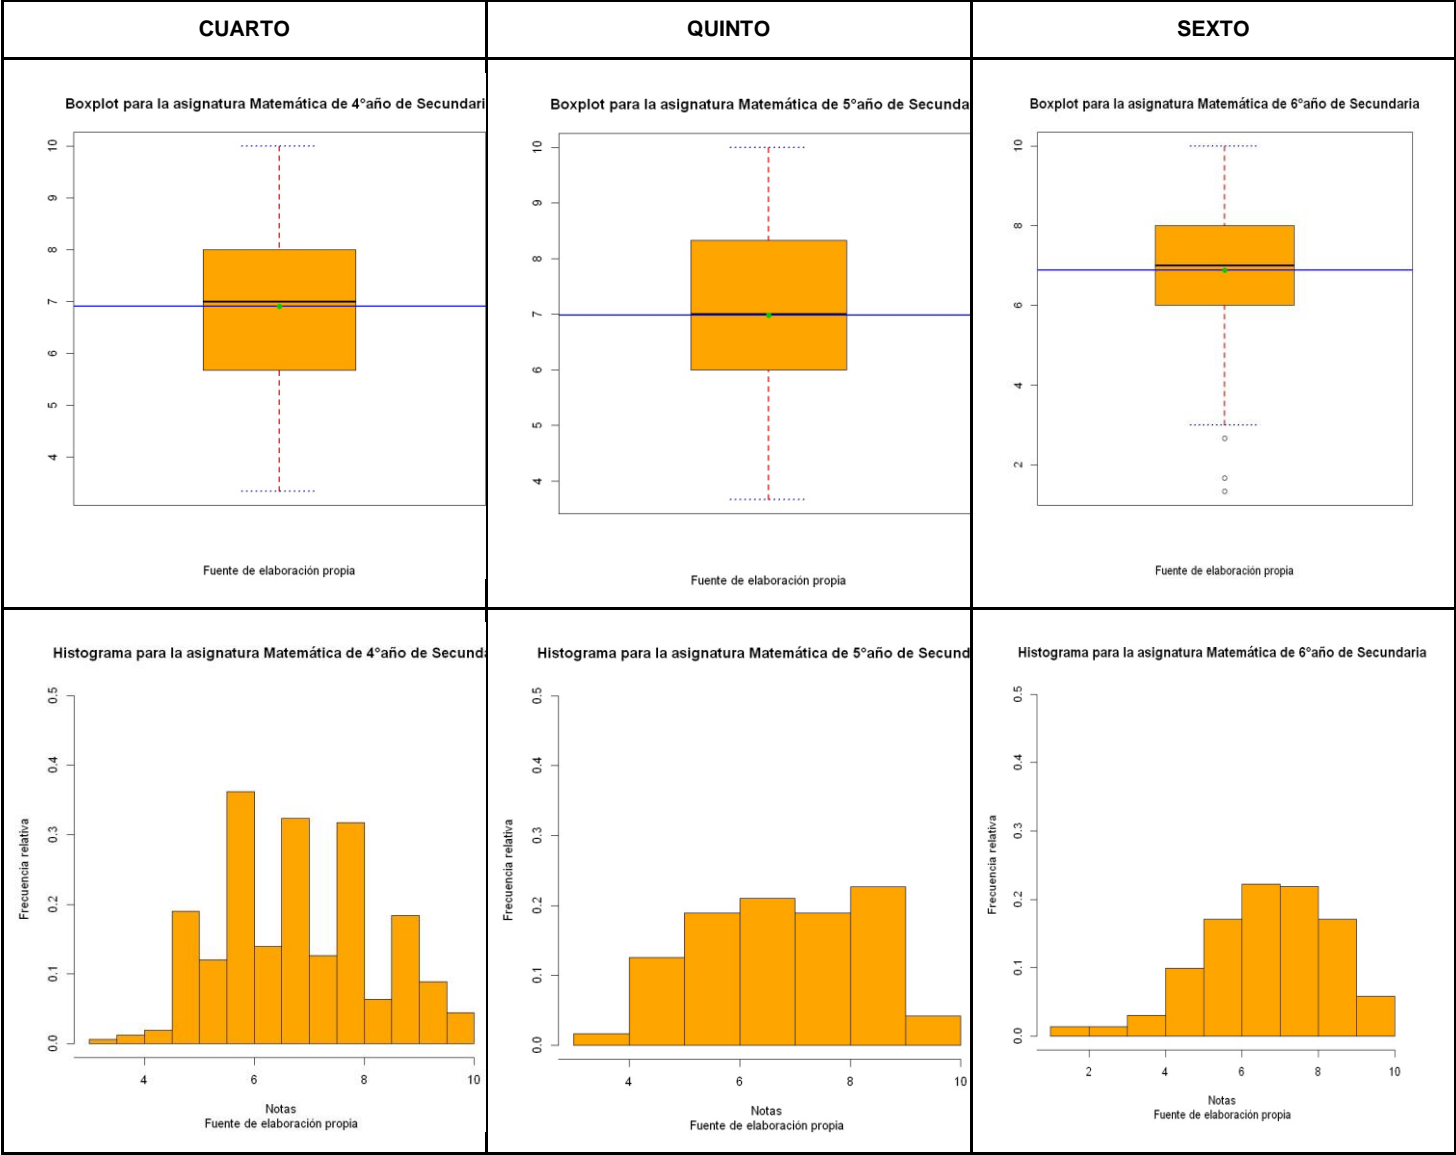 CUARTO
QUINTO
SEXTO
Boxplot para la asignatura Matemática de 4°año de Secundari
10
9
8
7
6
5
4
Fuente de elaboración propia
Boxplot para la asignatura Matemática de 5°año de Secunda
10
9
8
7
6
5
4
Fuente de elaboración propia
Boxplot para la asignatura Matemática de 6°año de Secundaria
10
8
6
4
2
Fuente de elaboración propia
Histograma para la asignatura Matemática de 4°año de Secunda
Frecuencia relativa
0.5
0.4
0.3
0.2
0.1
0.0
4 6 8 10
Notas
Fuente de elaboración propia
Histograma para la asignatura Matemática de 5°año de Secund
Frecuencia relativa
0.5
0.4
0.3
0.2
0.1
0.0
4 6 8 10
Notas
Fuente de elaboración propia
Histograma para la asignatura Matemática de 6°año de Secundaria
Frecuencia relativa
0.5
0.4
0.3
0.2
0.1
0.0
2 4 6 8 10
Notas
Fuente de elaboración propia